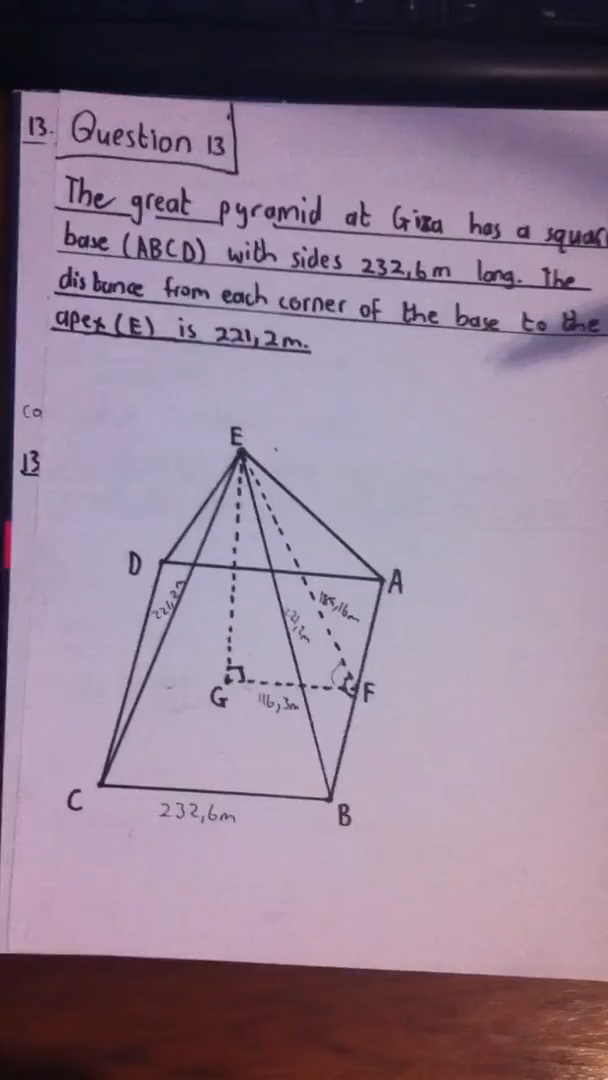 13. Question 13
The great pyramid at Giza has a squar
base (ABCD) with sides 232,6m long. The
distance from each corner of the base to the
apex (E) is 221,2m.
Ca
13
E
D
A
221,2m
221,2m
185,16m
G
F
116,3m
C
232,6m
B